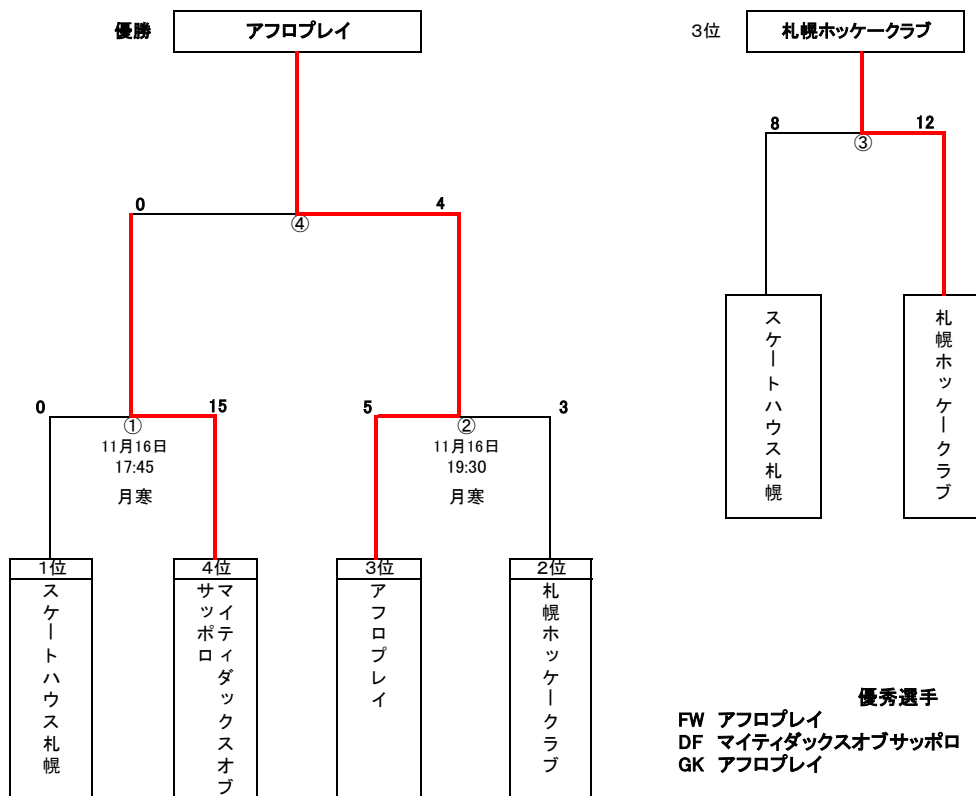 優勝 アフロプレイ
3位 札幌ホッケークラブ
8 12
③
0 4
④
0 15 5 3
① ②
11月16日 11月16日
17:45 19:30
月寒 月寒
スケートハウス札幌
札幌ホッケークラブ
1位 4位 3位 2位
スケートハウス札幌
マイティダックスオブ
サッポロ
アフロプレイ
札幌ホッケークラブ
優秀選手
FW アフロプレイ
DF マイティダックスオブサッポロ
GK アフロプレイ